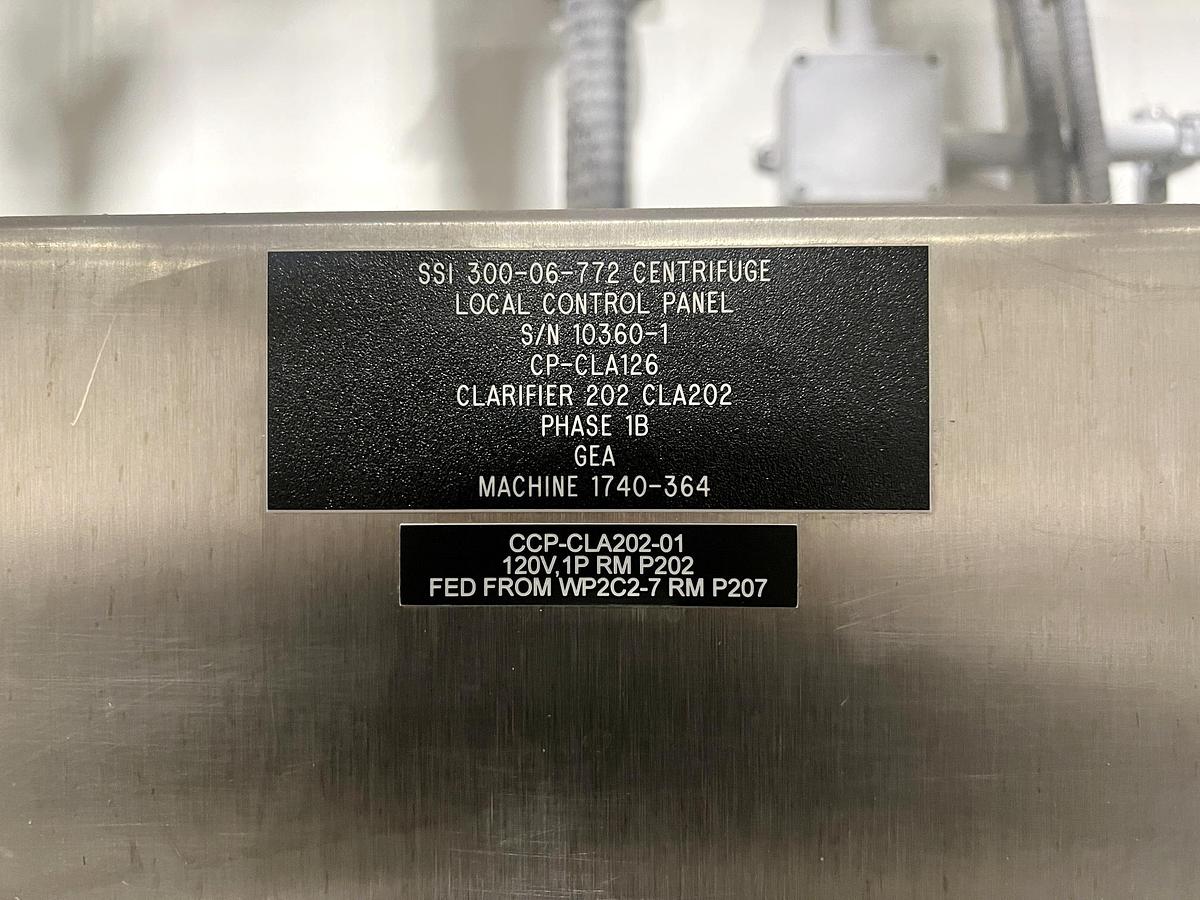 SSI 300-06-772 CENTRIFUGE
LOCAL CONTROL PANEL
S/N 10360-1
CP-CLA126
CLARIFIER 202 CLA202
PHASE 1B
GEA
MACHINE 1740-364
CCP-CLA202-01
120V,1P RM P202
FED FROM WP2C2-7 RM P207